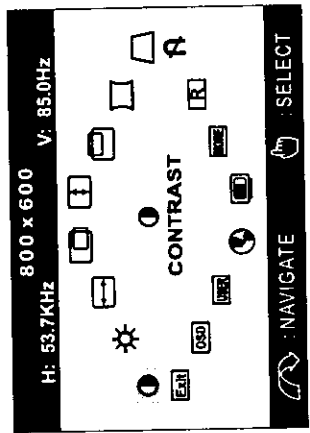 800 x 600
H: 53.7KHz V: 85.0Hz
CONTRAST
R
Exit OSD
: NAVIGATE : SELECT